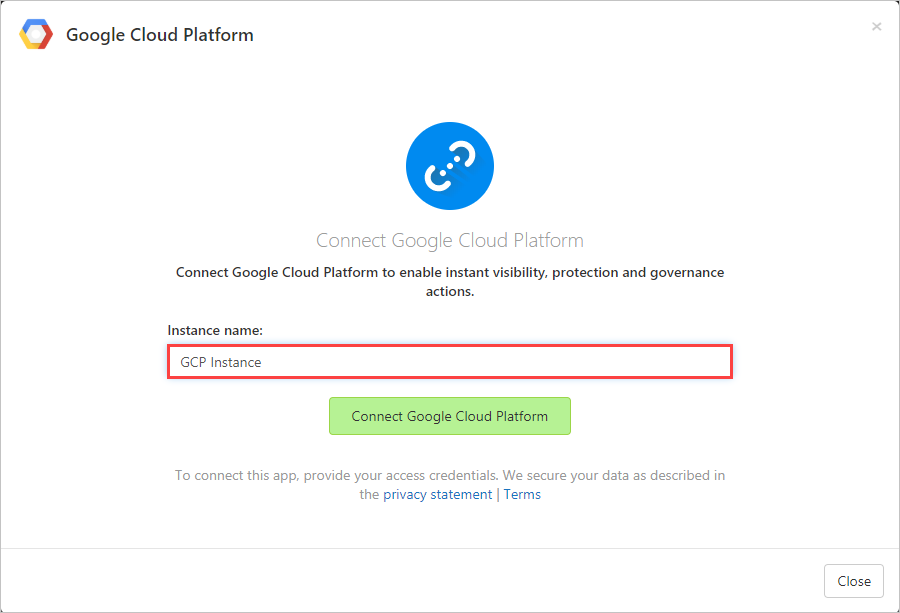 Google Cloud Platform
×
Connect Google Cloud Platform
Connect Google Cloud Platform to enable instant visibility, protection and governance
actions.
Instance name:
GCP Instance
Connect Google Cloud Platform
To connect this app, provide your access credentials. We secure your data as described in
the privacy statement | Terms
Close